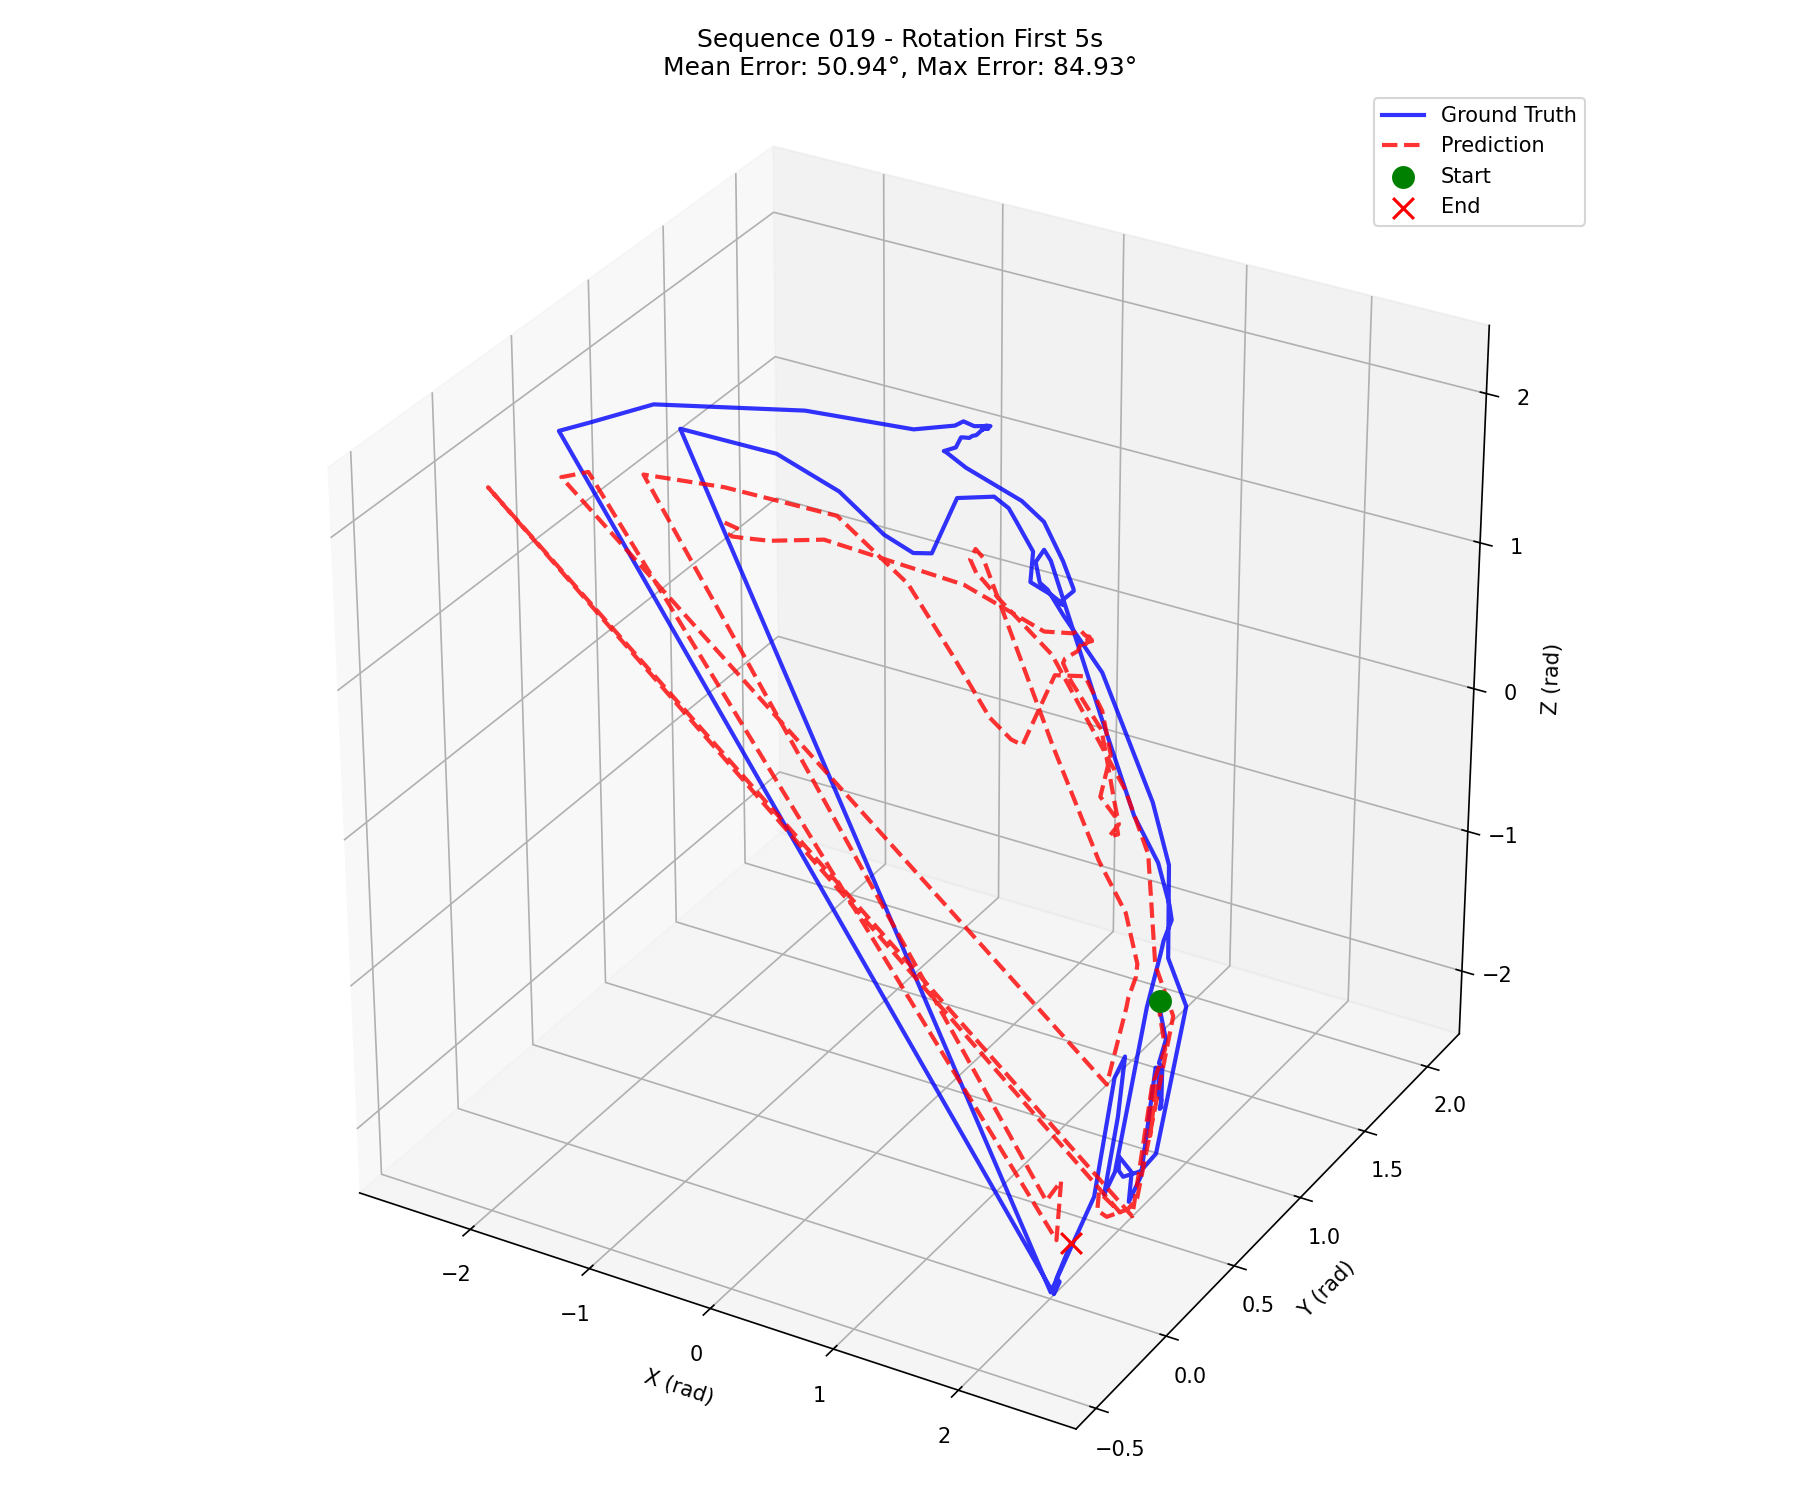 Sequence 019 - Rotation First 5s
Mean Error: 50.94°, Max Error: 84.93°
Ground Truth
Prediction
Start
End
2
1
0
−1
−2
Z (rad)
2.0
1.5
1.0
0.5
0.0
−0.5
Y (rad)
−2
−1
0
1
2
X (rad)